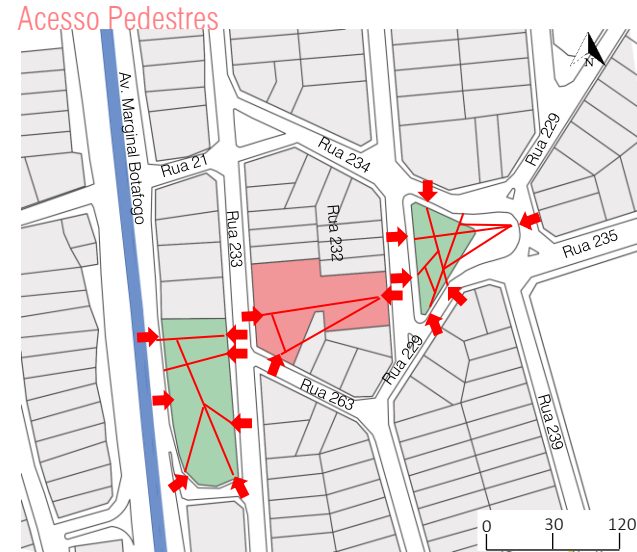 Acesso Pedestres
N
Av. Marginal Botafogo
Rua 21
Rua 234
Rua 229
Rua 233
Rua 232
Rua 235
Rua 229
Rua 263
Rua 239
0 30 120